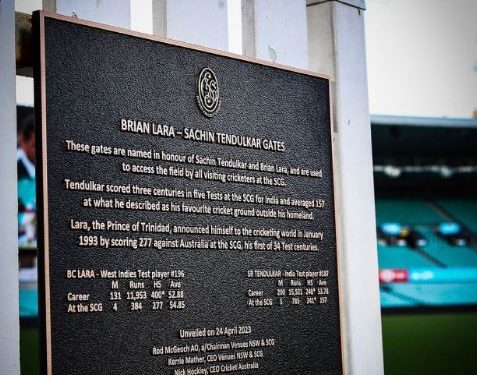 SCG
BRIAN LARA – SACHIN TENDULKAR GATES
These gates are named in honour of Sachin Tendulkar and Brian Lara, and are used
to access the field by all visiting cricketers at the SCG.
Tendulkar scored three centuries in five Tests at the SCG for India and averaged 157
at what he described as his favourite cricket ground outside his homeland.
Lara, the Prince of Trinidad, announced himself to the cricketing world in January
1993 by scoring 277 against Australia at the SCG, his first of 34 Test centuries.
BC LARA - West Indies Test player #196
M Runs HS Ave
Career 131 11,953 400* 52.88
At the SCG 4 384 277 54.85
SR TENDULKAR - India Test player #187
M Runs HS Ave
Career 200 15,921 248* 53.78
At the SCG 5 785 241* 157
Unveiled on 24 April 2023
Rod McGeoch AO, a/Chairman Venues NSW & SCG
Kerrie Mather, CEO Venues NSW & SCG
Nick Hockley, CEO Cricket Australia